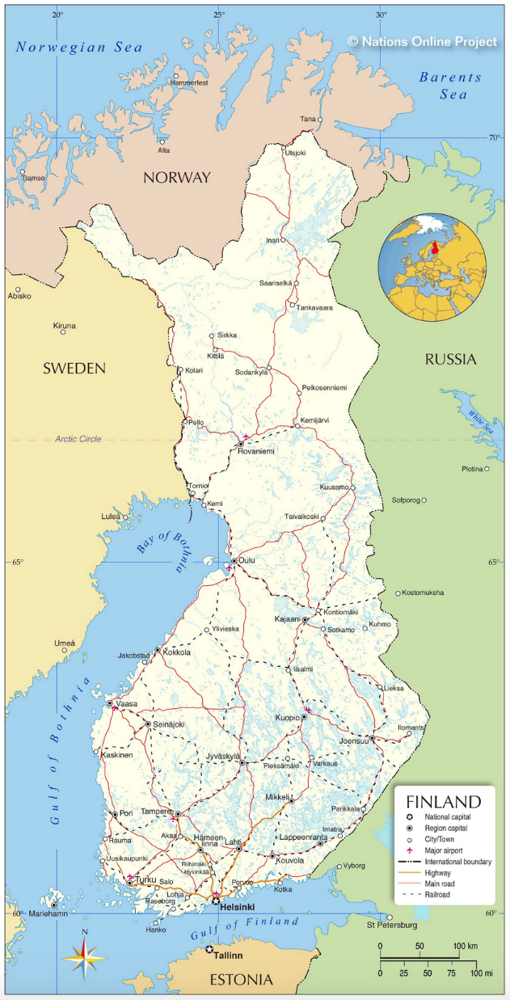 20°
25°
30°
Norwegian Sea
© Nations Online Project
Hammerfest
Barents
Sea
Tana
70°
Alta
Utsjoki
Tromsø
NORWAY
Inari
Saariselkä
Abisko
Tankavaara
Kiruna
Sirkka
Kittilä
SWEDEN
RUSSIA
Kolari
Sodankylä
Pelkosenniemi
White Sea
Pello
Kemijärvi
Arctic Circle
Rovaniemi
Plotina
Tornio
Kuusamo
Kemi
Sofporog
Luleå
Taivalkoski
Bay of Bothnia
65°
Oulu
65°
Kostomuksha
Kontiomäki
Kajaani
Ylivieska
Sotkamo
Kuhmo
Umeå
Kokkola
Jakobstad
Iisalmi
Gulf of Bothnia
Lieksa
Vaasa
Kuopio
Seinäjoki
Ilomants
Joensuu
Kaskinen
Jyväskylä
Pieksämäki
Varkaus
Mikkeli
Parikkala
Pori
Tampere
Imatra
Rauma
Akaa
Hämeen-
linna
Lahti
Lappeenranta
Uusikaupunki
Riihimäki
Hyvinkää
Kouvola
Vyborg
Turku
Salo
Porvoo
Kotka
Lohja
Raseborg
Helsinki
Mariehamn
60°
60°
Hanko
Gulf of Finland
St Petersburg
N
Tallinn
ESTONIA
FINLAND
National capital
Region capital
City/Town
Major airport
International boundary
Highway
Main road
Railroad
0 50 100 km
0 50 100 mi